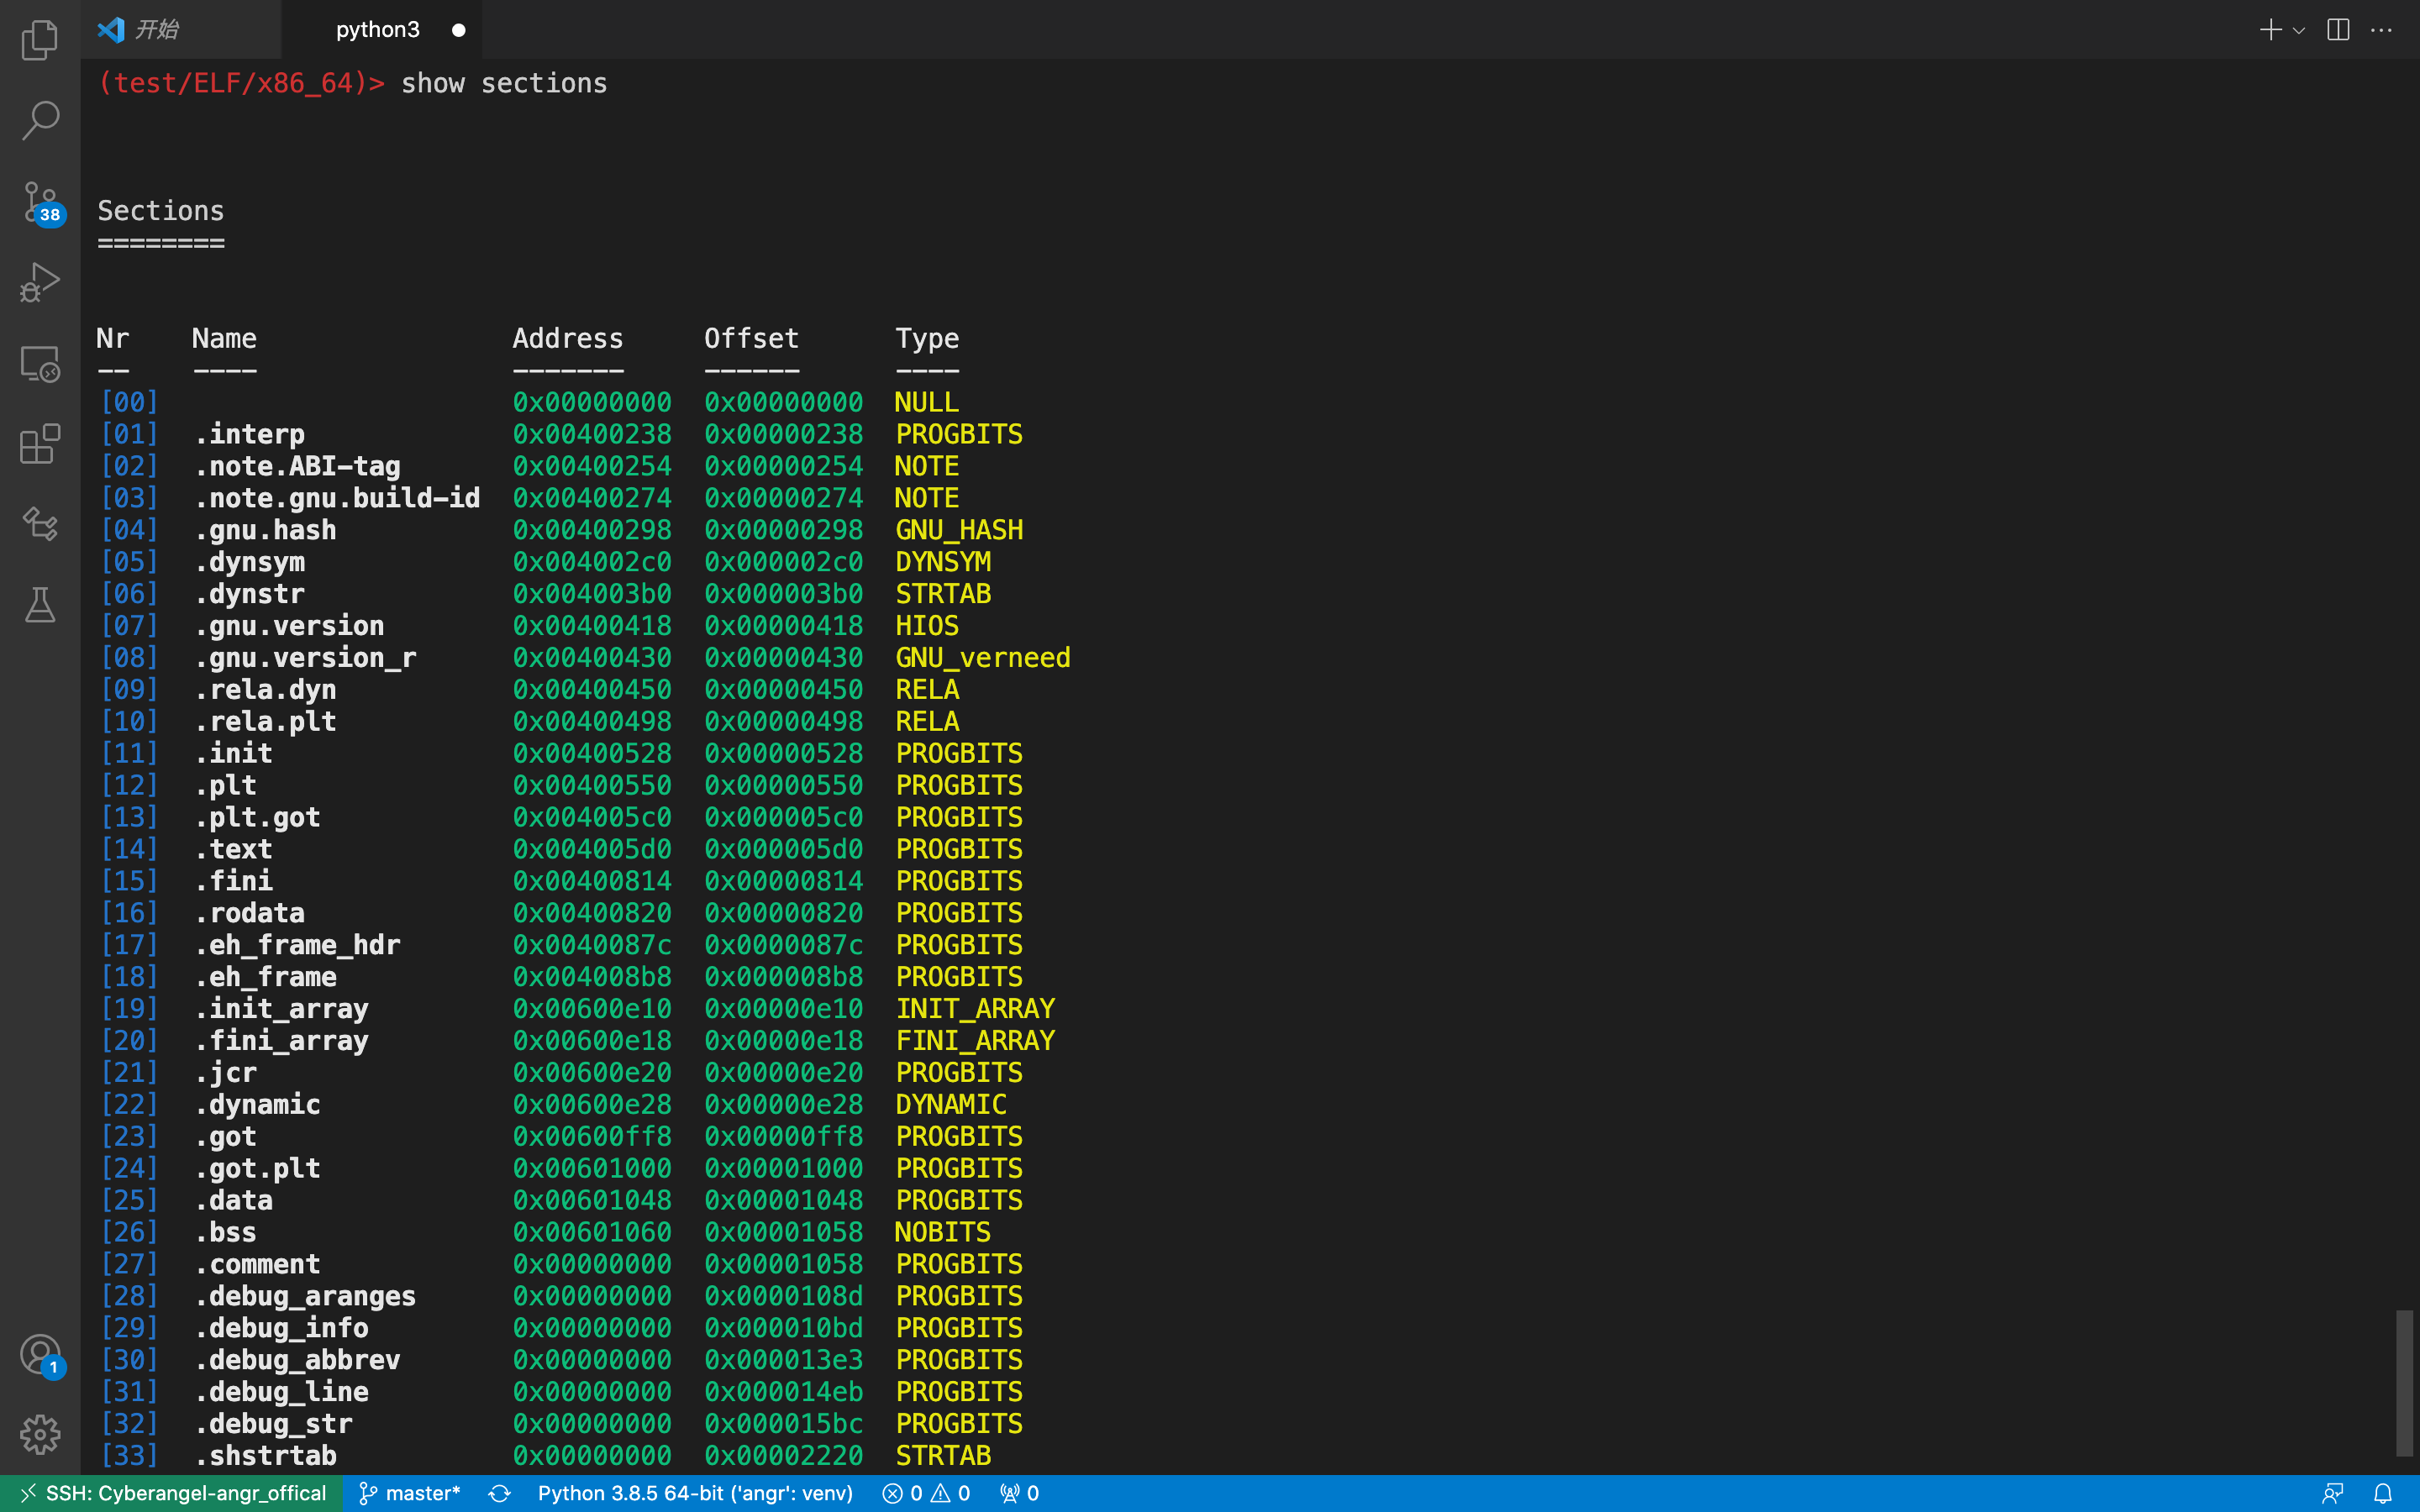 开始
python3
(test/ELF/x86_64)> show sections
Sections
========
Nr Name Address Offset Type
-- ---- ------- ------ ----
[00] 0x00000000 0x00000000 NULL
[01] .interp 0x00400238 0x00000238 PROGBITS
[02] .note.ABI-tag 0x00400254 0x00000254 NOTE
[03] .note.gnu.build-id 0x00400274 0x00000274 NOTE
[04] .gnu.hash 0x00400298 0x00000298 GNU_HASH
[05] .dynsym 0x004002c0 0x000002c0 DYNSYM
[06] .dynstr 0x004003b0 0x000003b0 STRTAB
[07] .gnu.version 0x00400418 0x00000418 HIOS
[08] .gnu.version_r 0x00400430 0x00000430 GNU_verneed
[09] .rela.dyn 0x00400450 0x00000450 RELA
[10] .rela.plt 0x00400498 0x00000498 RELA
[11] .init 0x00400528 0x00000528 PROGBITS
[12] .plt 0x00400550 0x00000550 PROGBITS
[13] .plt.got 0x004005c0 0x000005c0 PROGBITS
[14] .text 0x004005d0 0x000005d0 PROGBITS
[15] .fini 0x00400814 0x00000814 PROGBITS
[16] .rodata 0x00400820 0x00000820 PROGBITS
[17] .eh_frame_hdr 0x0040087c 0x0000087c PROGBITS
[18] .eh_frame 0x004008b8 0x000008b8 PROGBITS
[19] .init_array 0x00600e10 0x00000e10 INIT_ARRAY
[20] .fini_array 0x00600e18 0x00000e18 FINI_ARRAY
[21] .jcr 0x00600e20 0x00000e20 PROGBITS
[22] .dynamic 0x00600e28 0x00000e28 DYNAMIC
[23] .got 0x00600ff8 0x00000ff8 PROGBITS
[24] .got.plt 0x00601000 0x00001000 PROGBITS
[25] .data 0x00601048 0x00001048 PROGBITS
[26] .bss 0x00601060 0x00001058 NOBITS
[27] .comment 0x00000000 0x00001058 PROGBITS
[28] .debug_aranges 0x00000000 0x0000108d PROGBITS
[29] .debug_info 0x00000000 0x000010bd PROGBITS
[30] .debug_abbrev 0x00000000 0x000013e3 PROGBITS
[31] .debug_line 0x00000000 0x000014eb PROGBITS
[32] .debug_str 0x00000000 0x000015bc PROGBITS
[33] .shstrtab 0x00000000 0x00002220 STRTAB
38
1
SSH: Cyberangel-angr_offical master* Python 3.8.5 64-bit ('angr': venv) 0 0 0